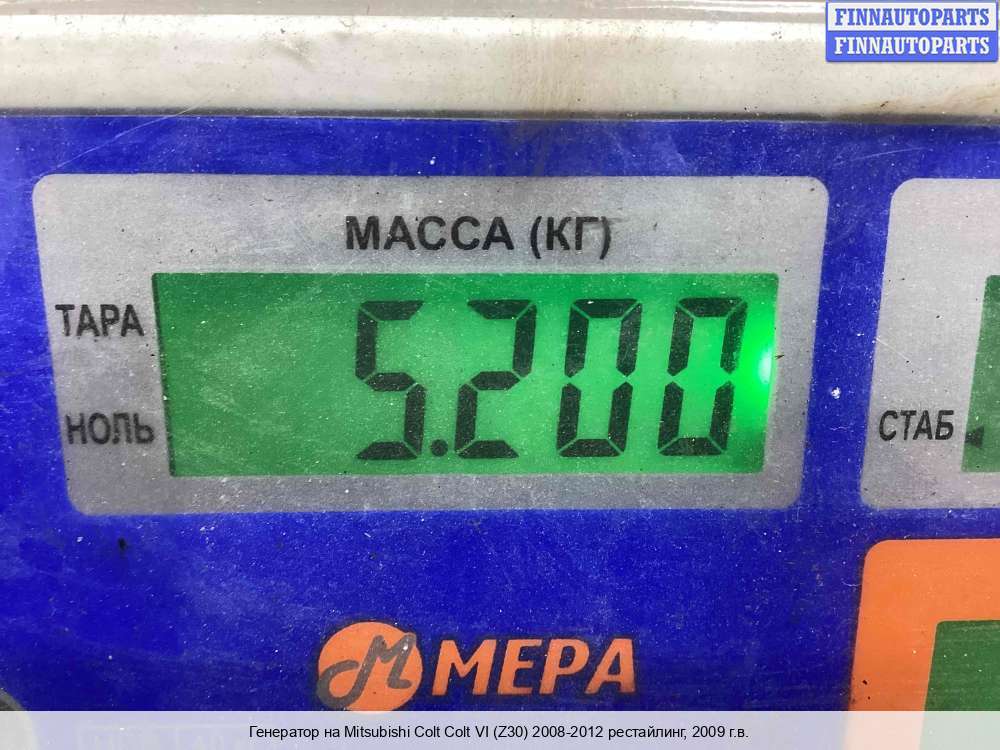 FINNAUTOPARTS
FINNAUTOPARTS
МАССА (КГ)
ТАРА
5.200
НОЛЬ
СТАБ
МЕРА
Генератор на Mitsubishi Colt Colt VI (Z30) 2008-2012 рестайлинг, 2009 г.в.